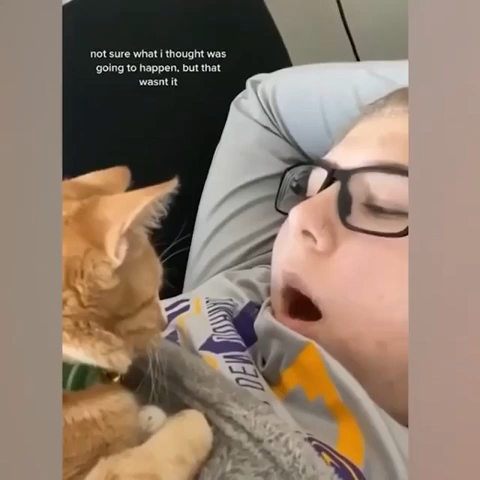 not sure what i thought was
going to happen, but that
wasnt it